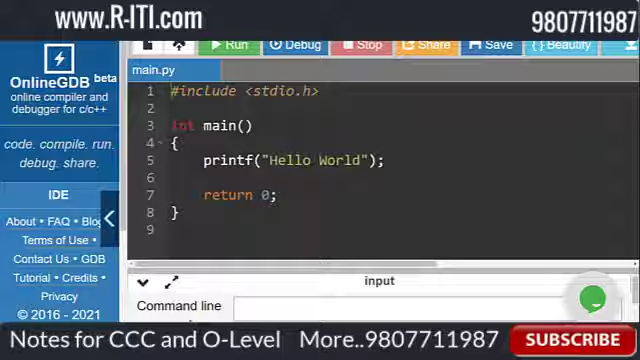 www.R-ITI.com
9807711987
Run Debug Stop Share Save { } Beautify
OnlineGDB beta
online compiler and
debugger for c/c++
code. compile. run.
debug. share.
IDE
About • FAQ • Blog
Terms of Use •
Contact Us • GDB
Tutorial • Credits •
Privacy
© 2016 - 2021
main.py
1 #include <stdio.h>
2
3 int main()
4 {
5 printf("Hello World");
6
7 return 0;
8 }
9
input
Command line
Notes for CCC and O-Level More..9807711987
SUBSCRIBE